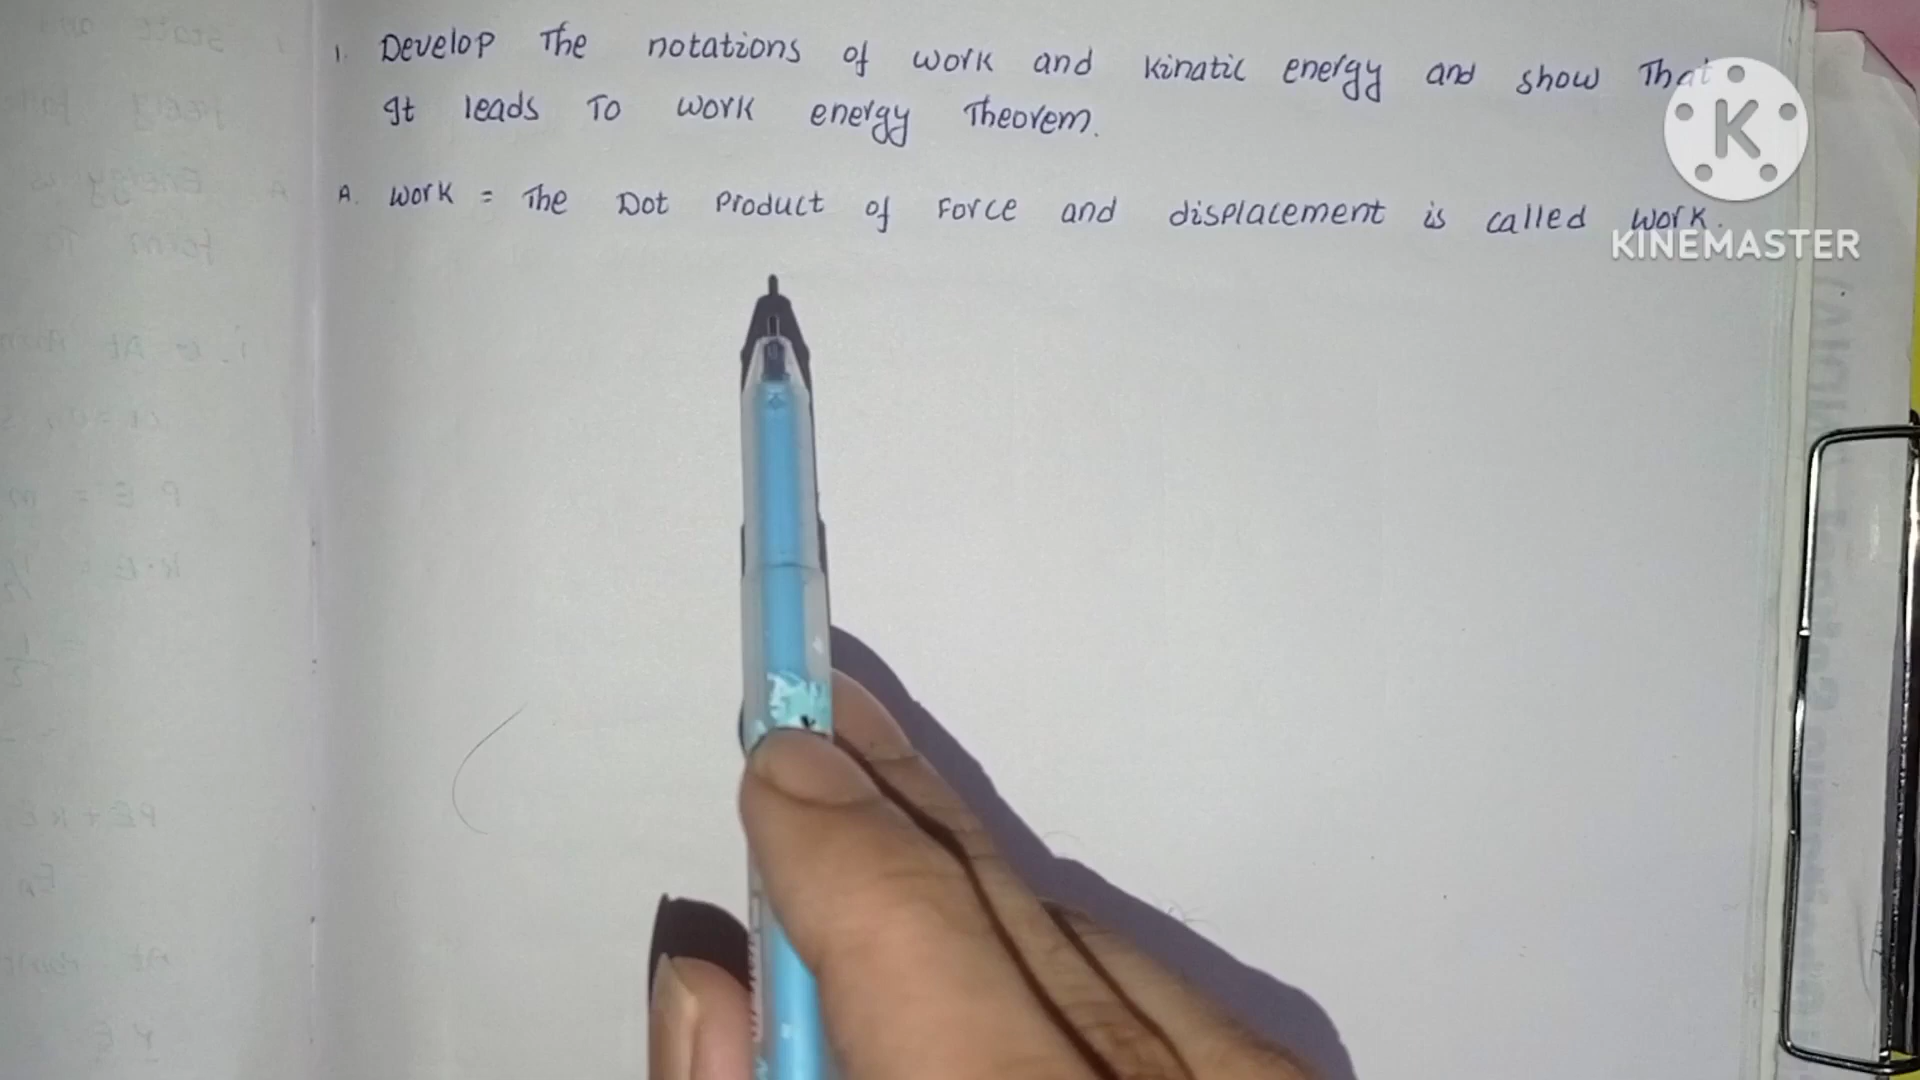 1. Develop The notations of work and kinatic energy and show That
It leads To work energy Theorem.
A. work = The Dot Product of Force and displacement is called work.
K
KINEMASTER